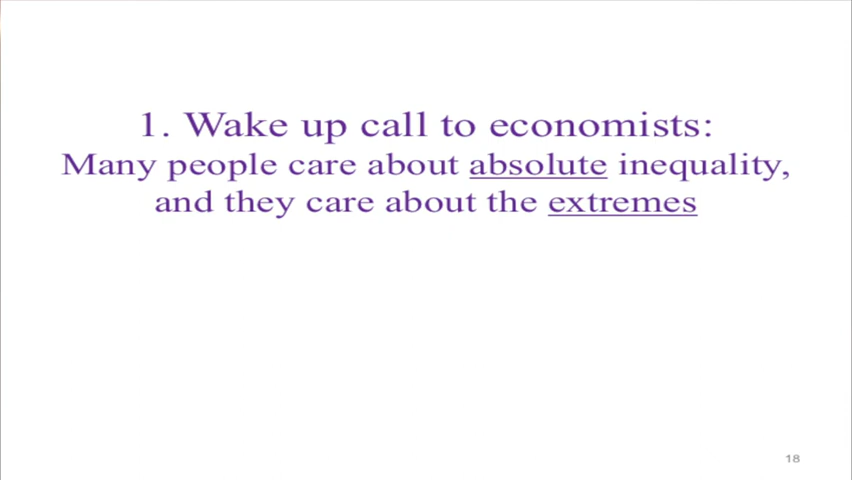 1. Wake up call to economists:
Many people care about absolute inequality,
and they care about the extremes
18